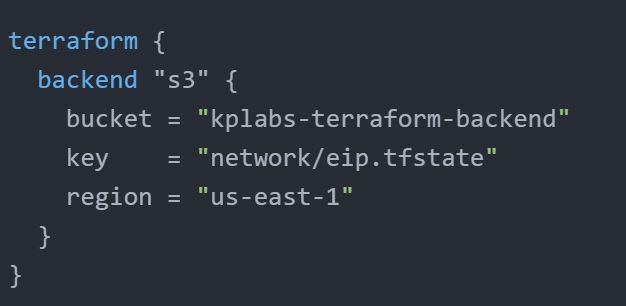 terraform {
  backend "s3" {
    bucket = "kplabs-terraform-backend"
    key    = "network/eip.tfstate"
    region = "us-east-1"
  }
}